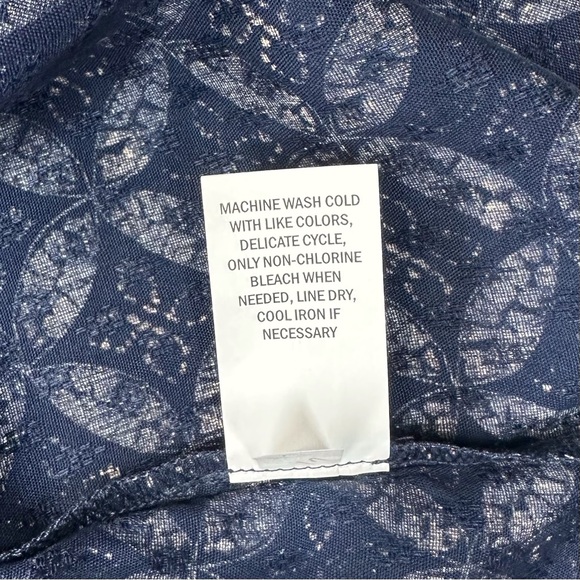 MACHINE WASH COLD
WITH LIKE COLORS,
DELICATE CYCLE,
ONLY NON-CHLORINE
BLEACH WHEN
NEEDED, LINE DRY,
COOL IRON IF
NECESSARY